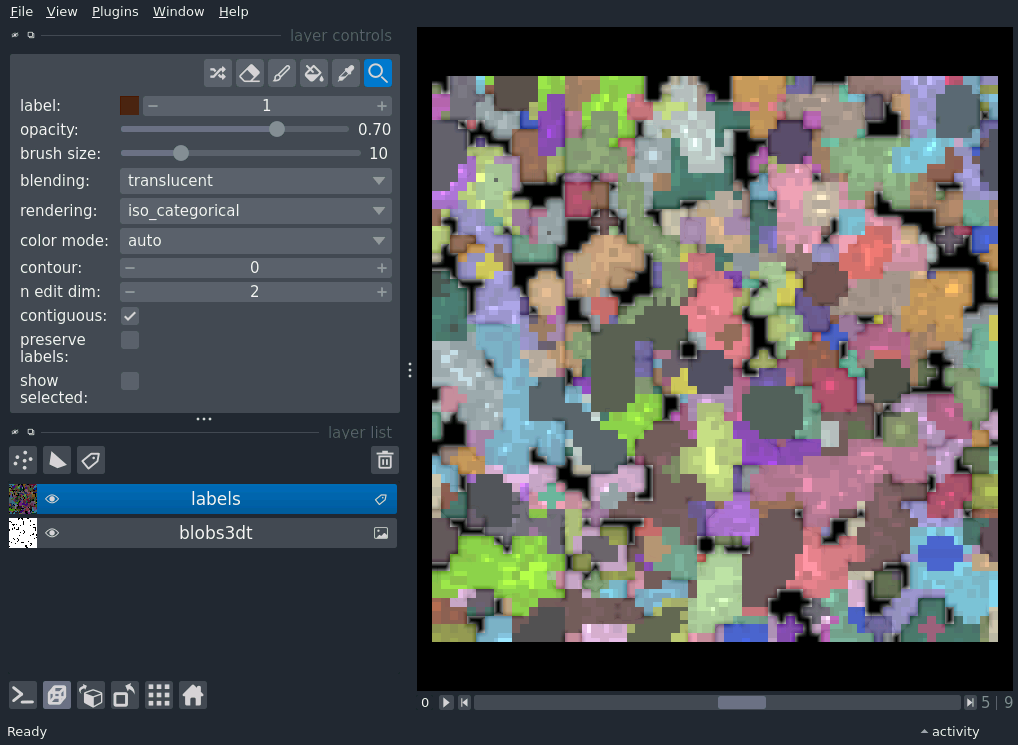 File View Plugins Window Help
layer controls
label: 1
opacity: 0.70
brush size: 10
blending: translucent
rendering: iso_categorical
color mode: auto
contour: 0
n edit dim: 2
contiguous:
preserve
labels:
show
selected:
layer list
labels
blobs3dt
0 5 | 9
Ready activity